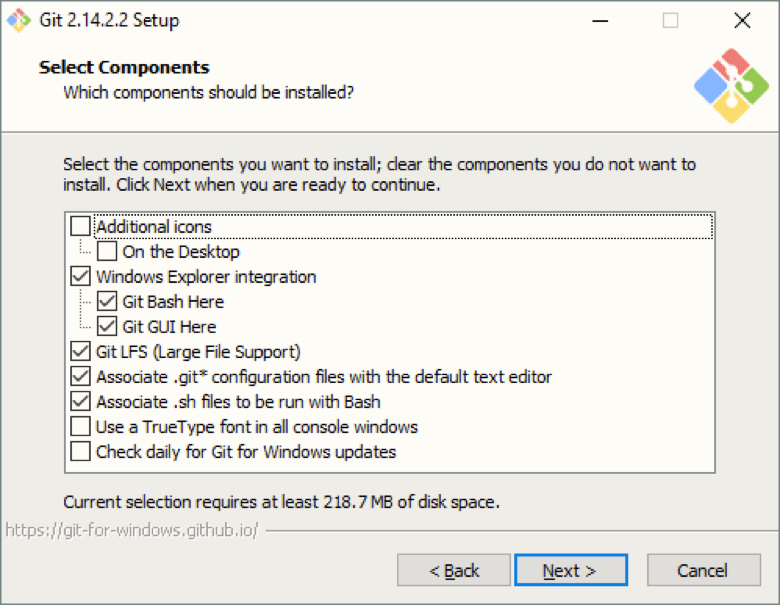 Git 2.14.2.2 Setup
Select Components
Which components should be installed?
Select the components you want to install; clear the components you do not want to
install. Click Next when you are ready to continue.
Additional icons
On the Desktop
Windows Explorer integration
Git Bash Here
Git GUI Here
Git LFS (Large File Support)
Associate .git* configuration files with the default text editor
Associate .sh files to be run with Bash
Use a TrueType font in all console windows
Check daily for Git for Windows updates
Current selection requires at least 218.7 MB of disk space.
https://git-for-windows.github.io/
< Back
Next >
Cancel